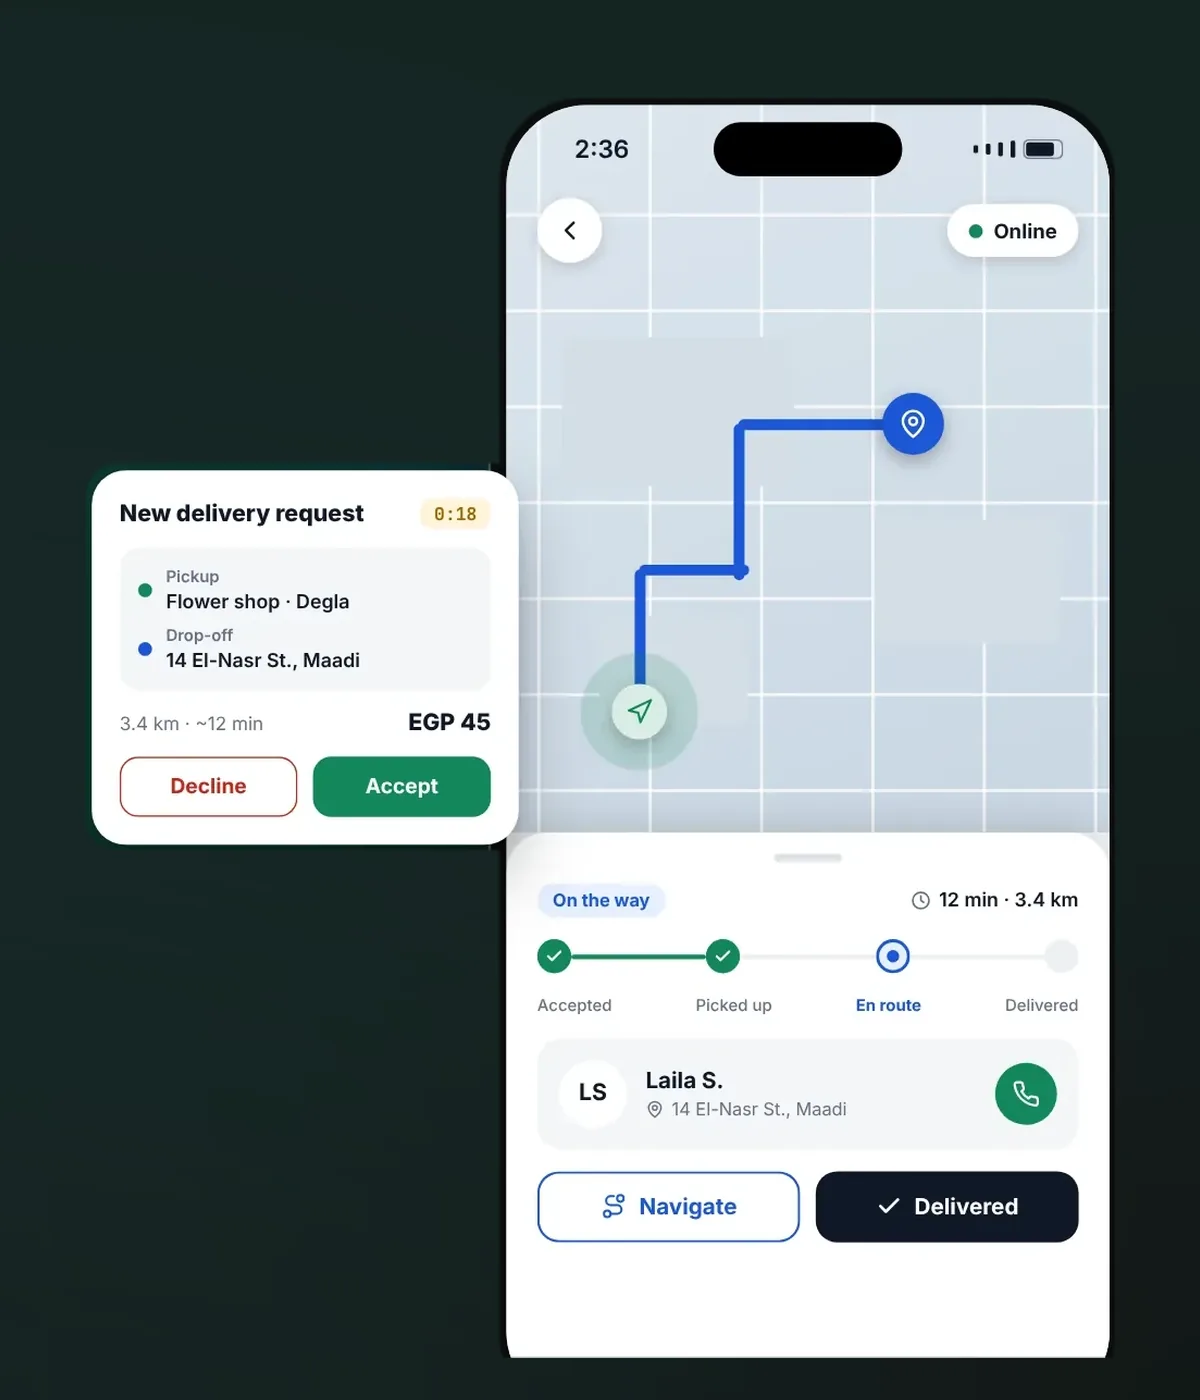 2:36
Online
New delivery request
0:18
Pickup
Flower shop · Degla
Drop-off
14 El-Nasr St., Maadi
3.4 km · ~12 min
EGP 45
Decline
Accept
On the way
12 min · 3.4 km
Accepted
Picked up
En route
Delivered
LS
Laila S.
14 El-Nasr St., Maadi
Navigate
Delivered